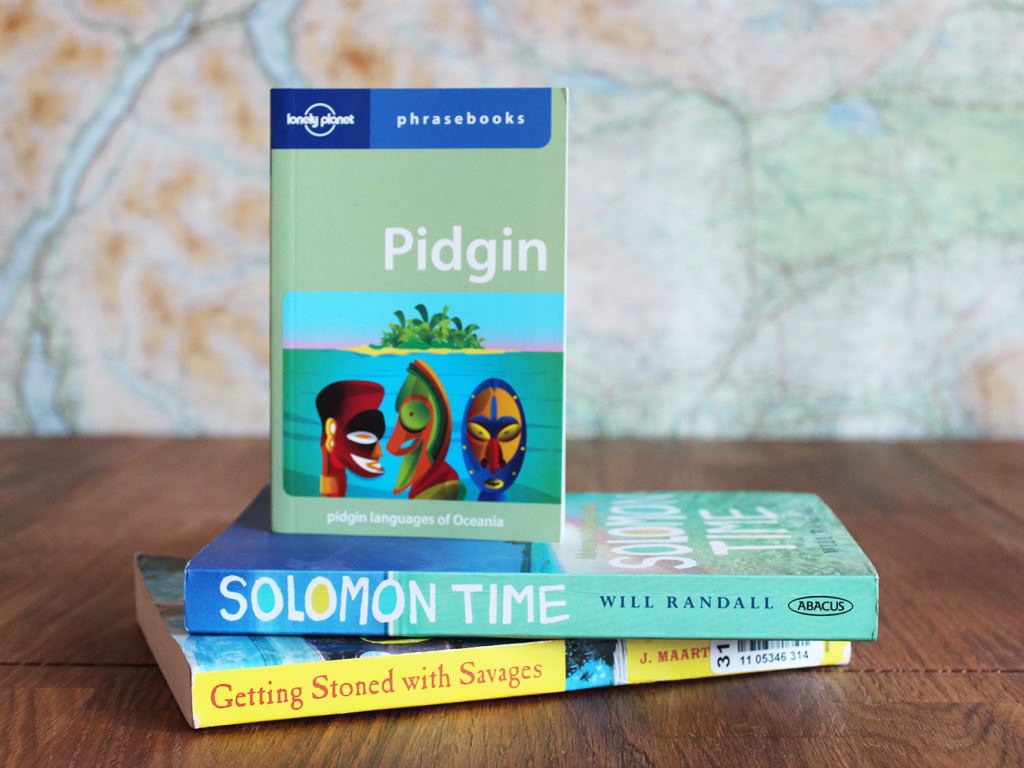 lonely planet
phrasebooks
Pidgin
pidgin languages of Oceania
SOLOMON
TIME
SOLOMON TIME WILL RANDALL ABACUS
Getting Stoned with Savages J. MAART
31
11 05346 314